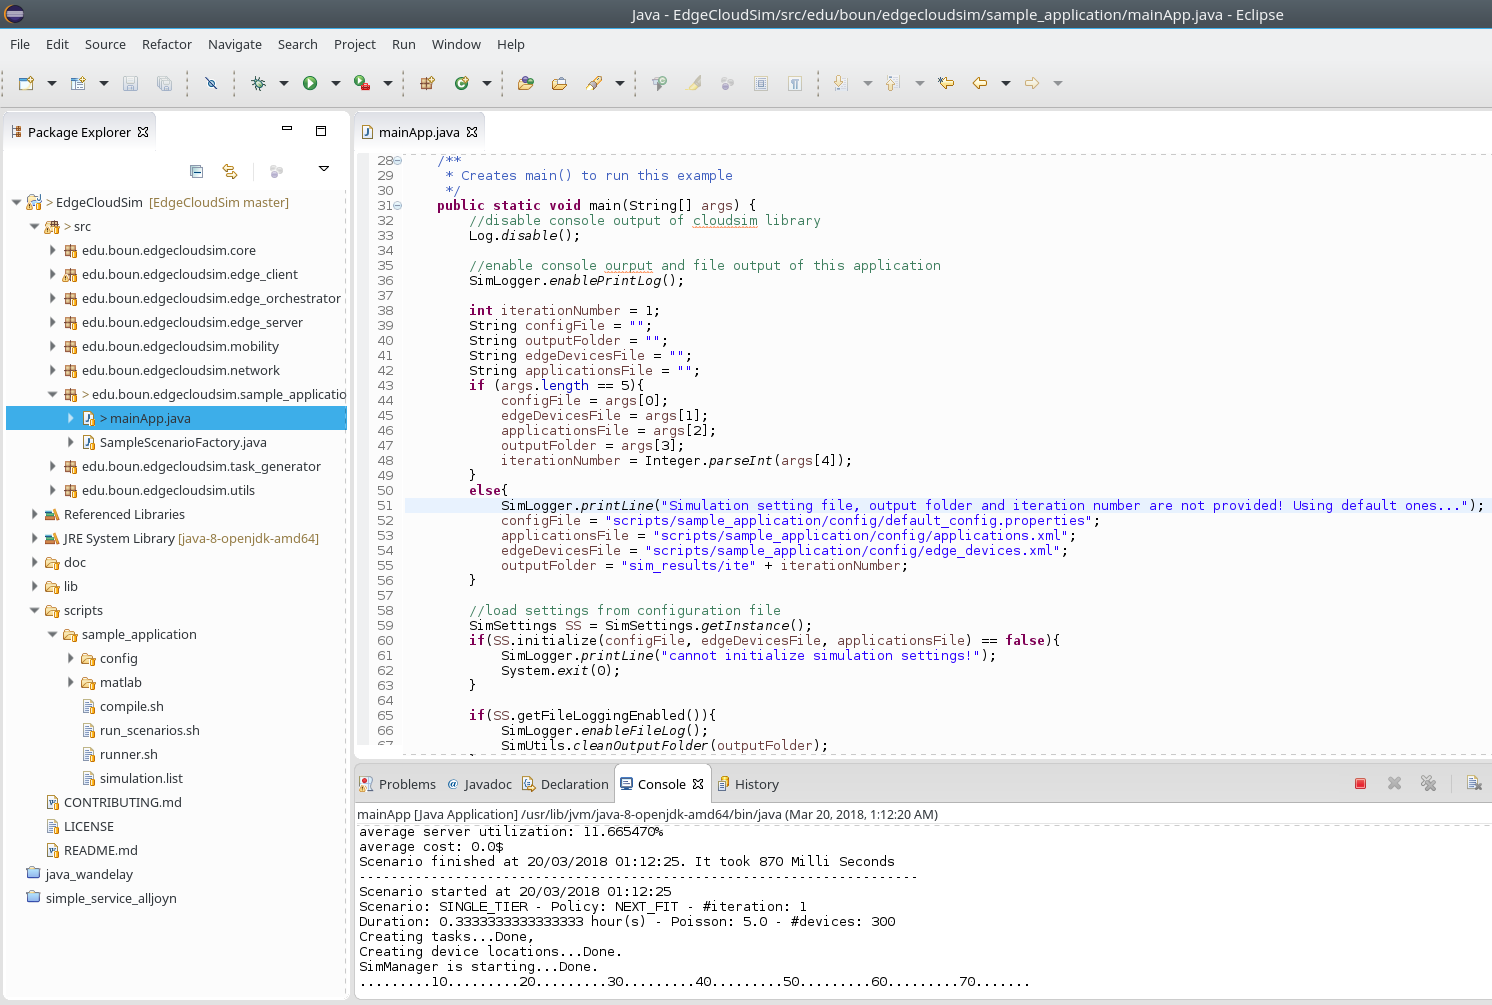 Java - EdgeCloudSim/src/edu/boun/edgecloudsim/sample_application/mainApp.java - Eclipse
File Edit Source Refactor Navigate Search Project Run Window Help
Package Explorer
> EdgeCloudSim [EdgeCloudSim master]
> src
edu.boun.edgecloudsim.core
edu.boun.edgecloudsim.edge_client
edu.boun.edgecloudsim.edge_orchestrator
edu.boun.edgecloudsim.edge_server
edu.boun.edgecloudsim.mobility
edu.boun.edgecloudsim.network
> edu.boun.edgecloudsim.sample_applicatio
> mainApp.java
SampleScenarioFactory.java
edu.boun.edgecloudsim.task_generator
edu.boun.edgecloudsim.utils
Referenced Libraries
JRE System Library [java-8-openjdk-amd64]
doc
lib
scripts
sample_application
config
matlab
compile.sh
run_scenarios.sh
runner.sh
simulation.list
CONTRIBUTING.md
LICENSE
README.md
java_wandelay
simple_service_alljoyn
mainApp.java
28 /**
29 * Creates main() to run this example
30 */
31 public static void main(String[] args) {
32 //disable console output of cloudsim library
33 Log.disable();
34
35 //enable console ourput and file output of this application
36 SimLogger.enablePrintLog();
37
38 int iterationNumber = 1;
39 String configFile = "";
40 String outputFolder = "";
41 String edgeDevicesFile = "";
42 String applicationsFile = "";
43 if (args.length == 5){
44 configFile = args[0];
45 edgeDevicesFile = args[1];
46 applicationsFile = args[2];
47 outputFolder = args[3];
48 iterationNumber = Integer.parseInt(args[4]);
49 }
50 else{
51 SimLogger.printLine("Simulation setting file, output folder and iteration number are not provided! Using default ones...");
52 configFile = "scripts/sample_application/config/default_config.properties";
53 applicationsFile = "scripts/sample_application/config/applications.xml";
54 edgeDevicesFile = "scripts/sample_application/config/edge_devices.xml";
55 outputFolder = "sim_results/ite" + iterationNumber;
56 }
57
58 //load settings from configuration file
59 SimSettings SS = SimSettings.getInstance();
60 if(SS.initialize(configFile, edgeDevicesFile, applicationsFile) == false){
61 SimLogger.printLine("cannot initialize simulation settings!");
62 System.exit(0);
63 }
64
65 if(SS.getFileLoggingEnabled()){
66 SimLogger.enableFileLog();
67 SimUtils.cleanOutputFolder(outputFolder);
Problems @ Javadoc Declaration Console History
mainApp [Java Application] /usr/lib/jvm/java-8-openjdk-amd64/bin/java (Mar 20, 2018, 1:12:20 AM)
average server utilization: 11.665470%
average cost: 0.0$
Scenario finished at 20/03/2018 01:12:25. It took 870 Milli Seconds
----------------------------------------------------------------------
Scenario started at 20/03/2018 01:12:25
Scenario: SINGLE_TIER - Policy: NEXT_FIT - #iteration: 1
Duration: 0.3333333333333333 hour(s) - Poisson: 5.0 - #devices: 300
Creating tasks...Done,
Creating device locations...Done.
SimManager is starting...Done.
.........10.........20.........30.........40.........50.........60.........70.......